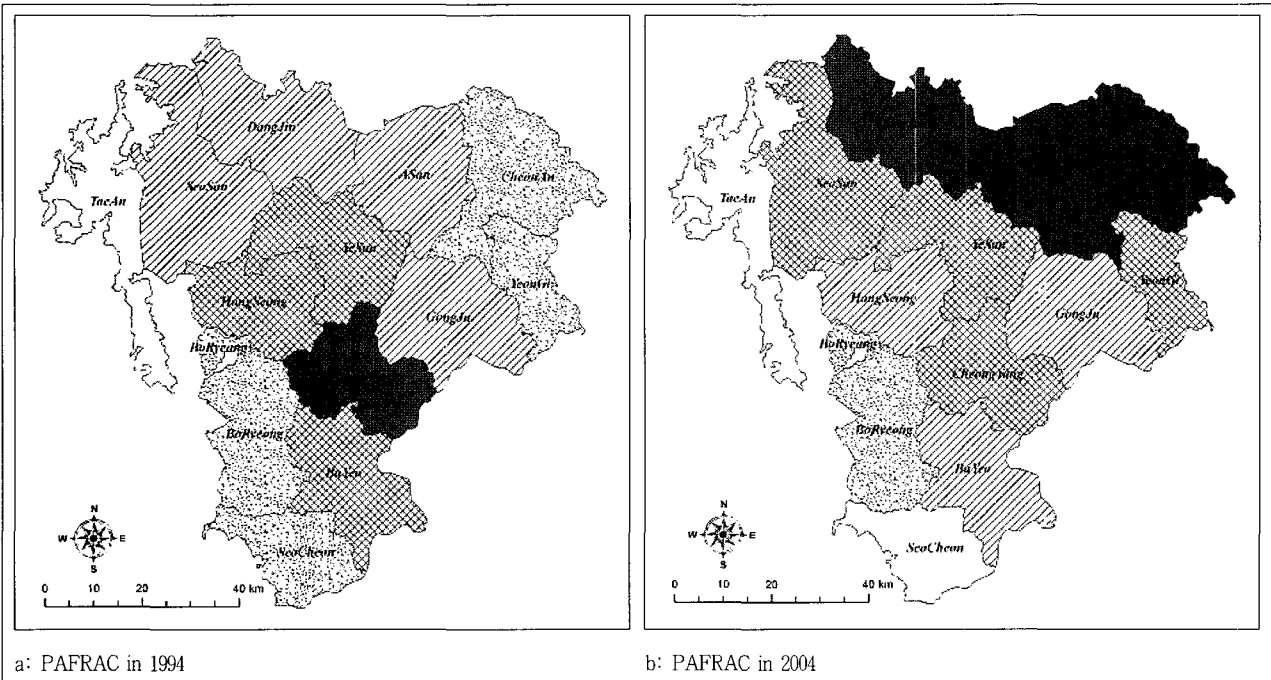 DangJin
ASan
CheonAn
SeoSan
TaeAn
YeSan
HongSeong
YeonGi
GongJu
BoRyeong
BoRyeong
BuYeo
SeoCheon
N
W E
S
0 10 20 40 km
a: PAFRAC in 1994
SeoSan
TaeAn
YeSan
YeonGi
HongSeong
GongJu
BoRyeong
CheongYang
BoRyeong
BuYeo
SeoCheon
N
W E
S
0 10 20 40 km
b: PAFRAC in 2004